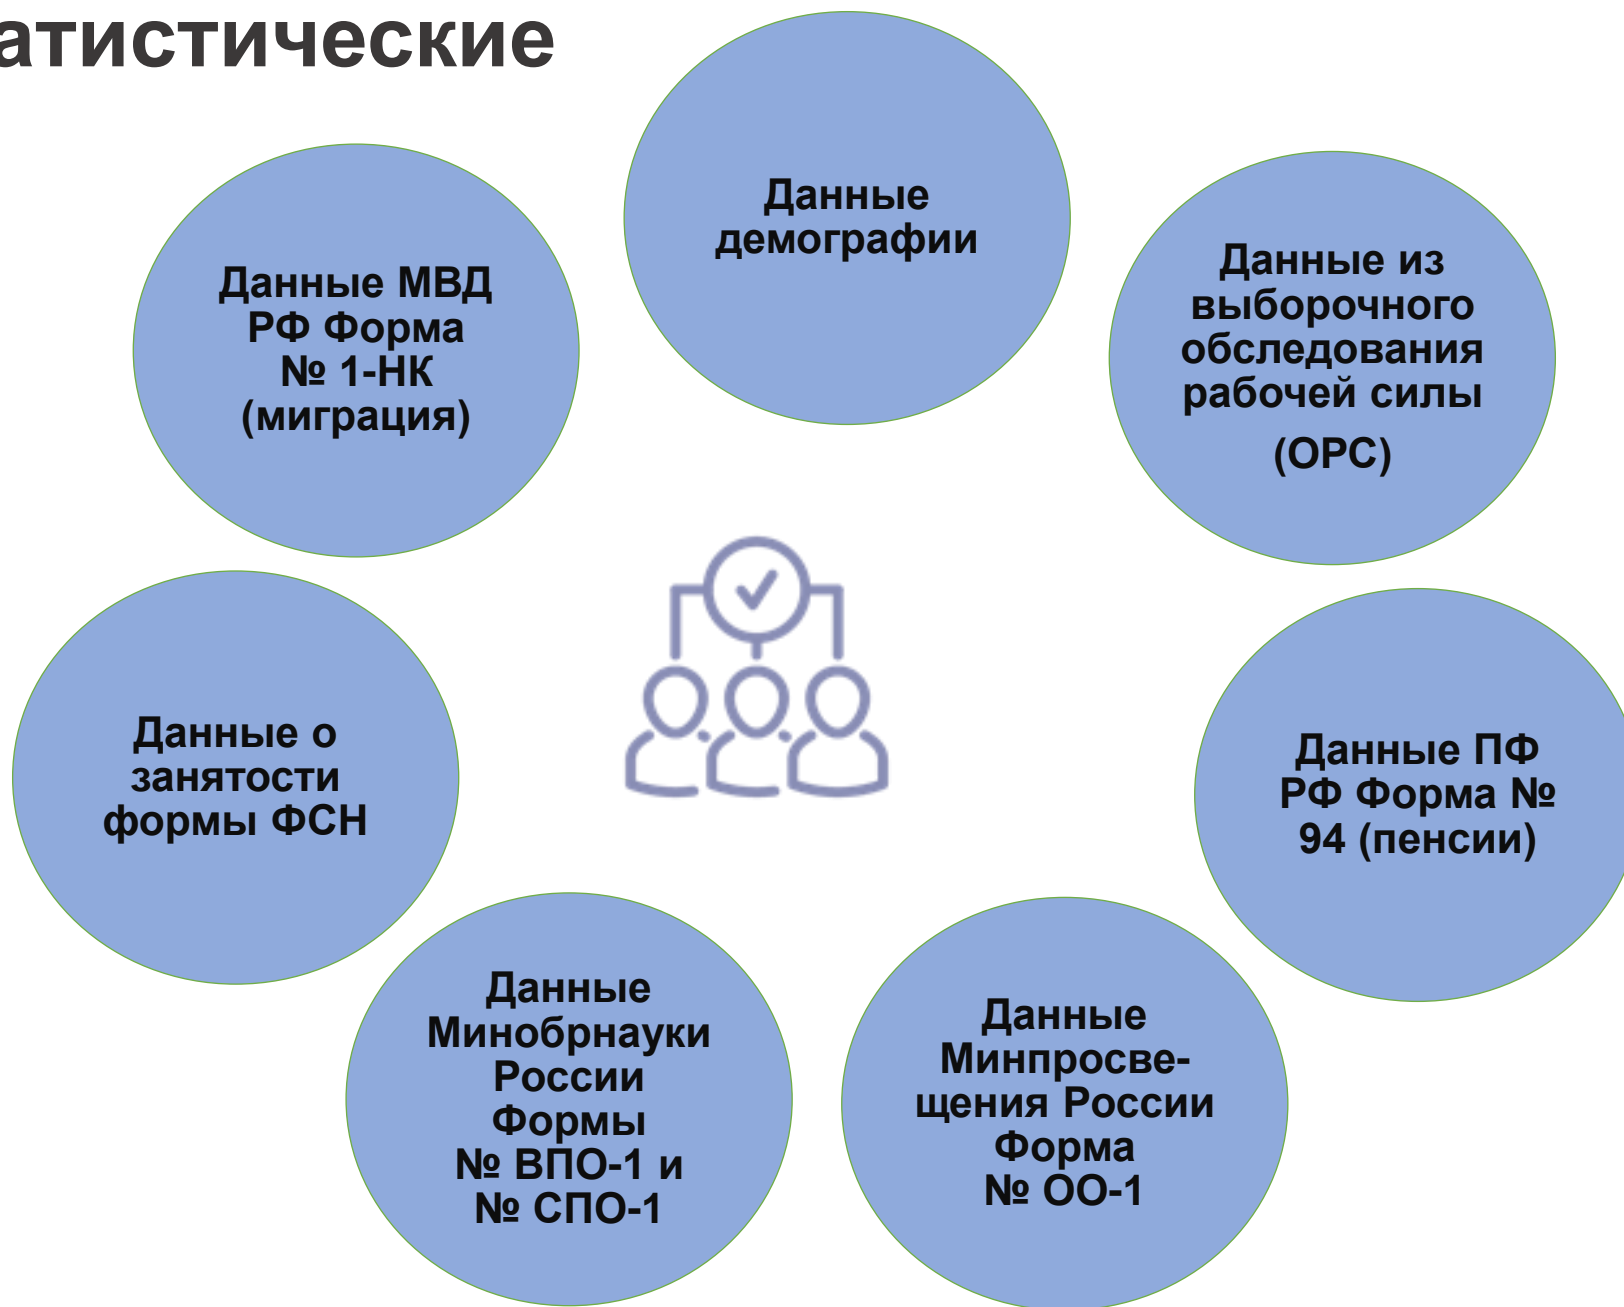 атистические
Данные
демографии
Данные из
выборочного
обследования
рабочей силы
(ОРС)
Данные ПФ
РФ Форма №
94 (пенсии)
Данные
Минпросве-
щения России
Форма
№ ОО-1
Данные
Минобрнауки
России
Формы
№ ВПО-1 и
№ СПО-1
Данные о
занятости
формы ФСН
Данные МВД
РФ Форма
№ 1-НК
(миграция)